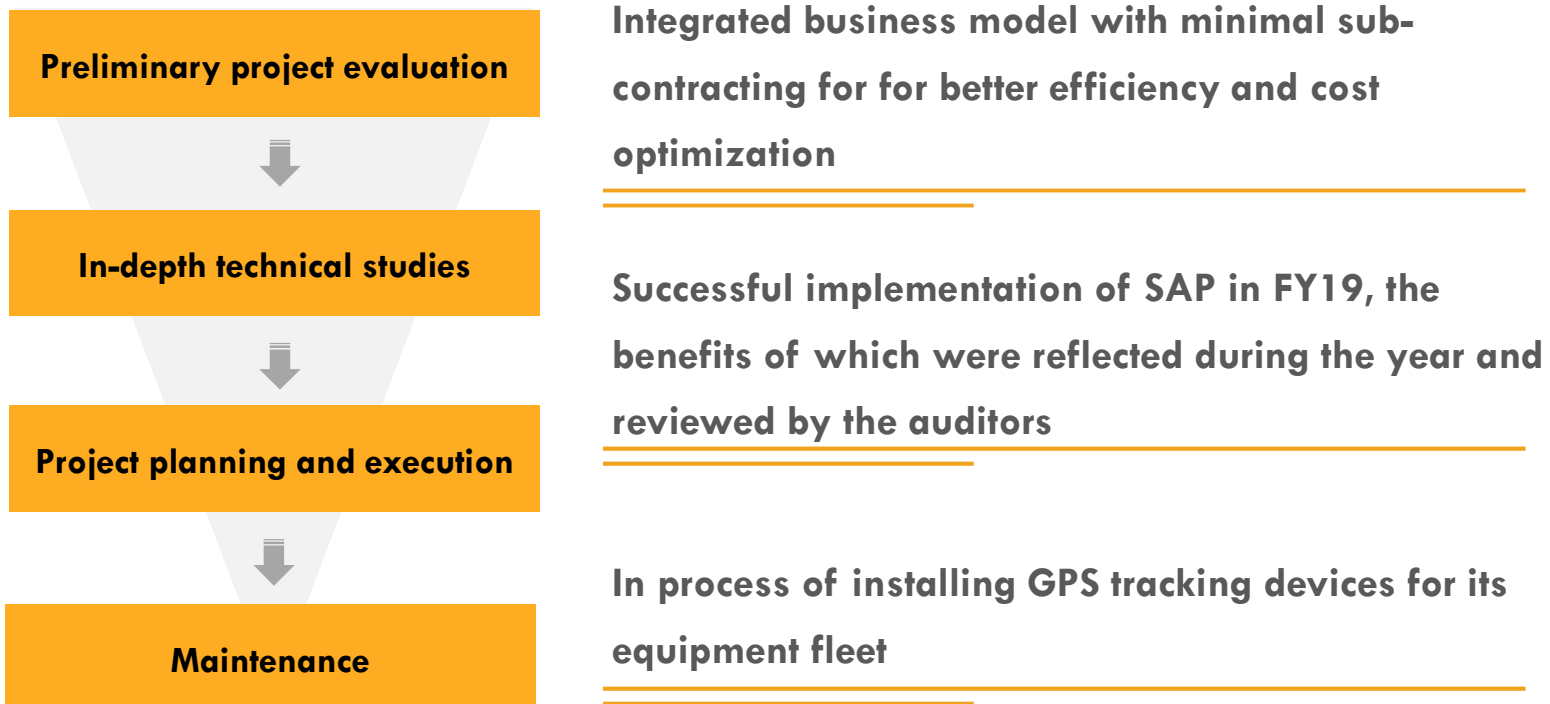 Preliminary project evaluation
In-depth technical studies
Project planning and execution
Maintenance
Integrated business model with minimal sub-
contracting for for better efficiency and cost
optimization
Successful implementation of SAP in FY19, the
benefits of which were reflected during the year and
reviewed by the auditors
In process of installing GPS tracking devices for its
equipment fleet